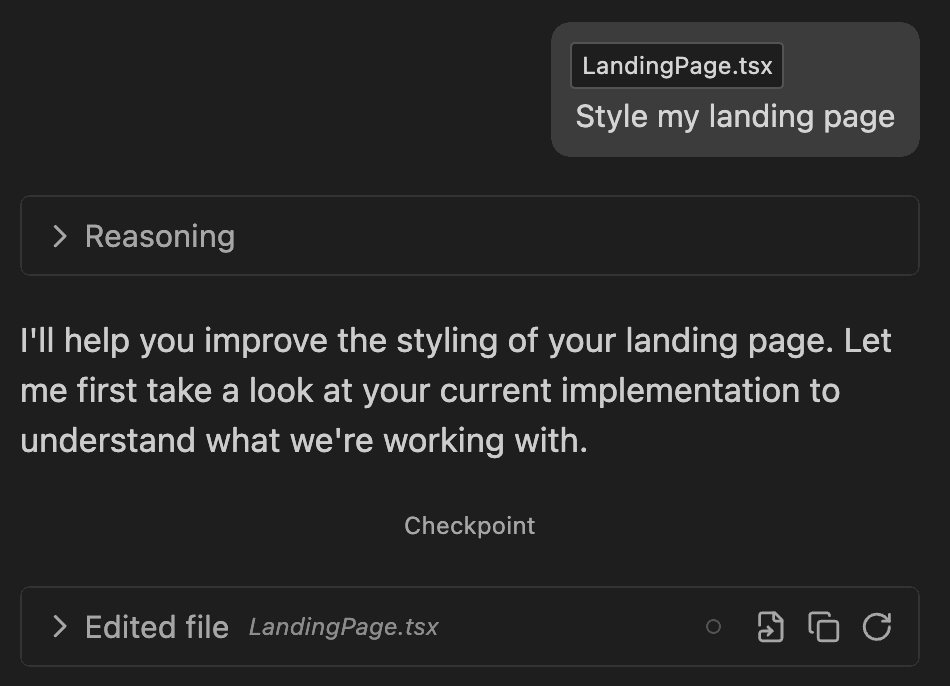 LandingPage.tsx
Style my landing page
Reasoning
I'll help you improve the styling of your landing page. Let
me first take a look at your current implementation to
understand what we're working with.
Checkpoint
Edited file LandingPage.tsx